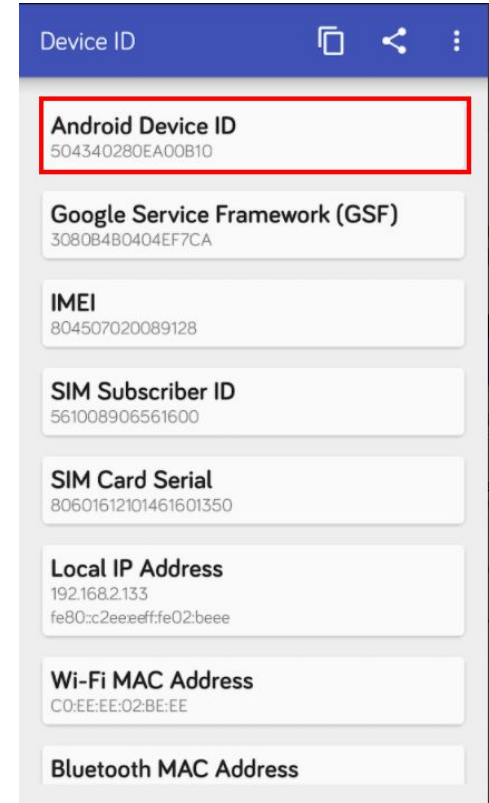 Device ID
Android Device ID
504340280EA00B10
Google Service Framework (GSF)
3080B4B0404EF7CA
IMEI
804507020089128
SIM Subscriber ID
561008906561600
SIM Card Serial
80601612101461601350
Local IP Address
192.168.2.133
fe80::c2ee:eeff:fe02:beee
Wi-Fi MAC Address
C0:EE:EE:02:BE:EE
Bluetooth MAC Address